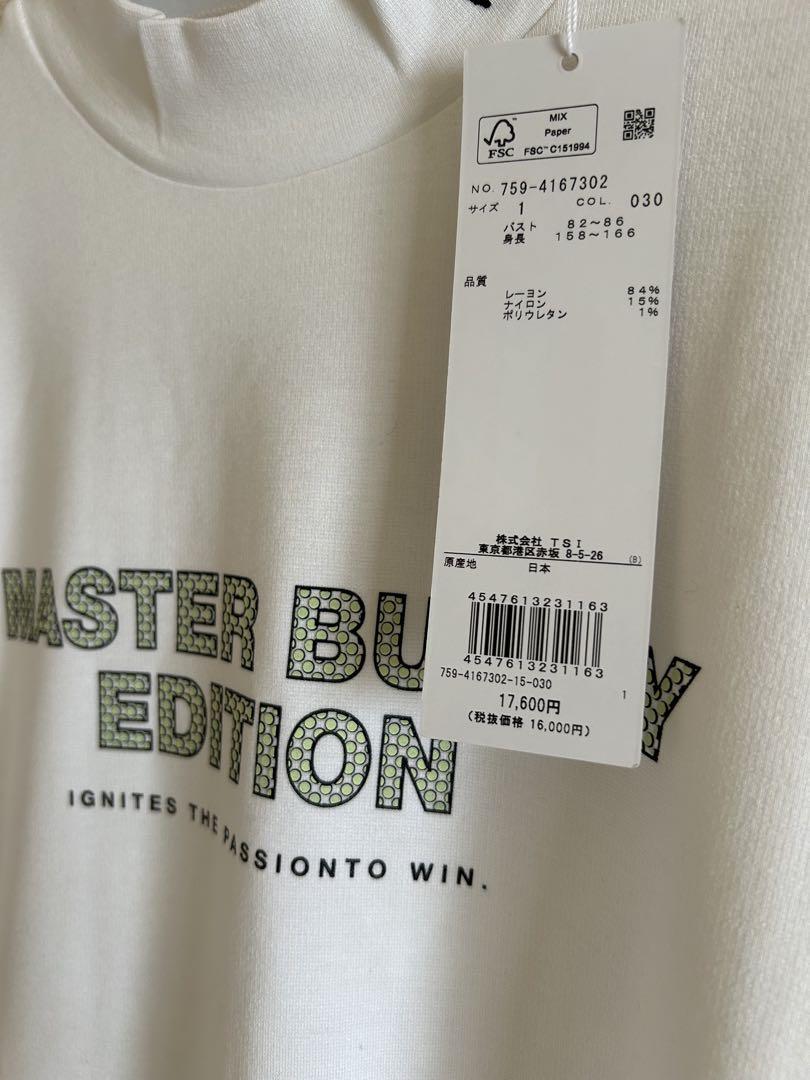 MIX
Paper
FSC
FSC™ C151994
NO. 759-4167302
サイズ 1 COL. 030
バスト 82～86
身長 158～166
品質
レーヨン 84%
ナイロン 15%
ポリウレタン 1%
株式会社 TSI
東京都港区赤坂 8-5-26 (B)
原産地 日本
4547613231163
4547613231163
759-4167302-15-030
1
17,600円
(税抜価格 16,000円)
MASTER BU Y
EDITION
IGNITES THE PASSIONTO WIN.